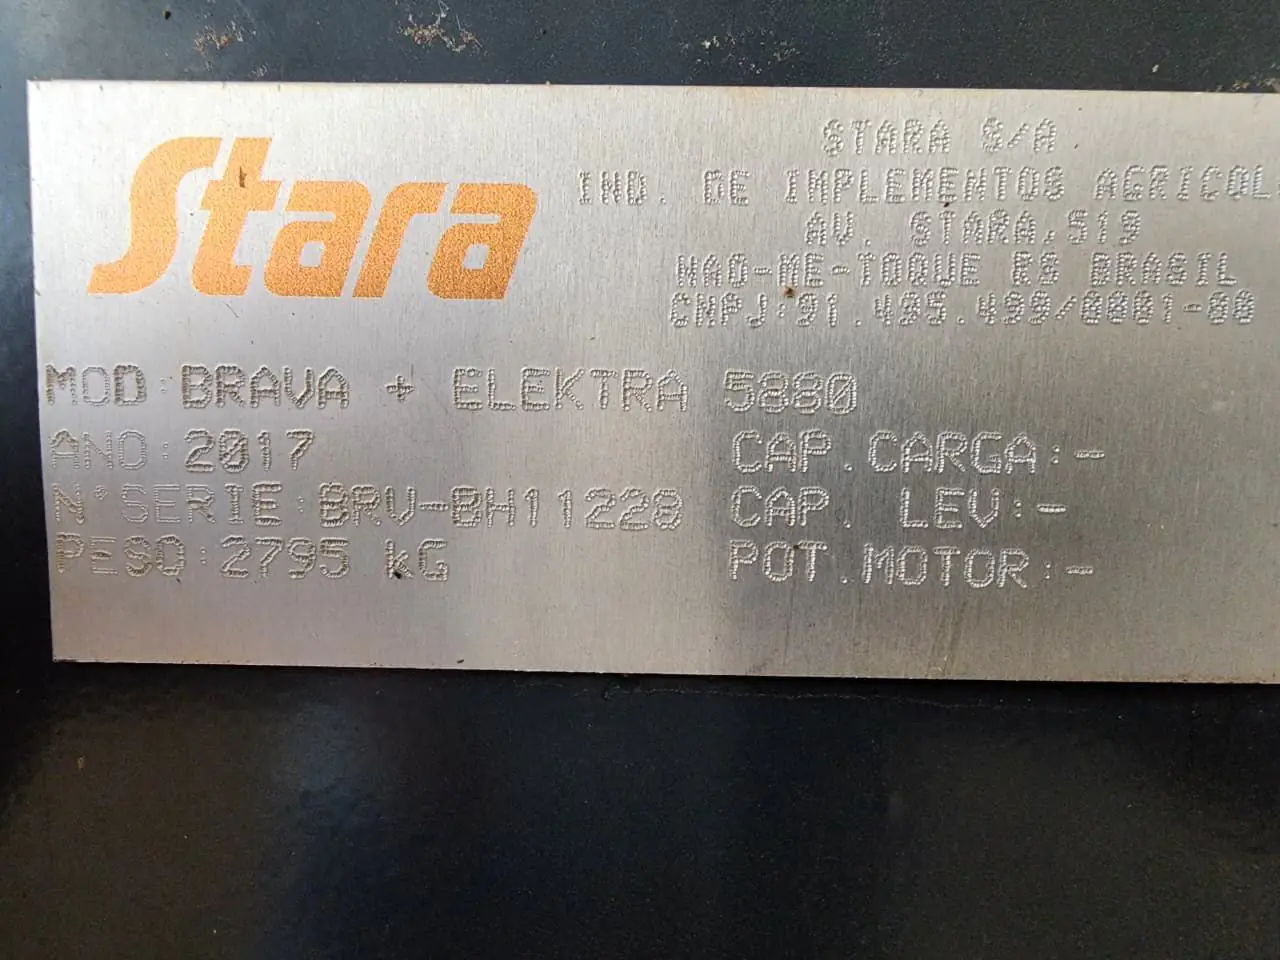 Stara
STARA S/A
IND. DE IMPLEMENTOS AGRICOL
AV. STARA,519
NAO-ME-TOQUE RS BRASIL
CNPJ:91.495.499/0001-00
MOD:BRAVA + ELEKTRA 5880
ANO:2017 CAP.CARGA:-
N° SERIE:BRV-BH11228 CAP. LEV:-
PESO:2795 kG POT.MOTOR:-